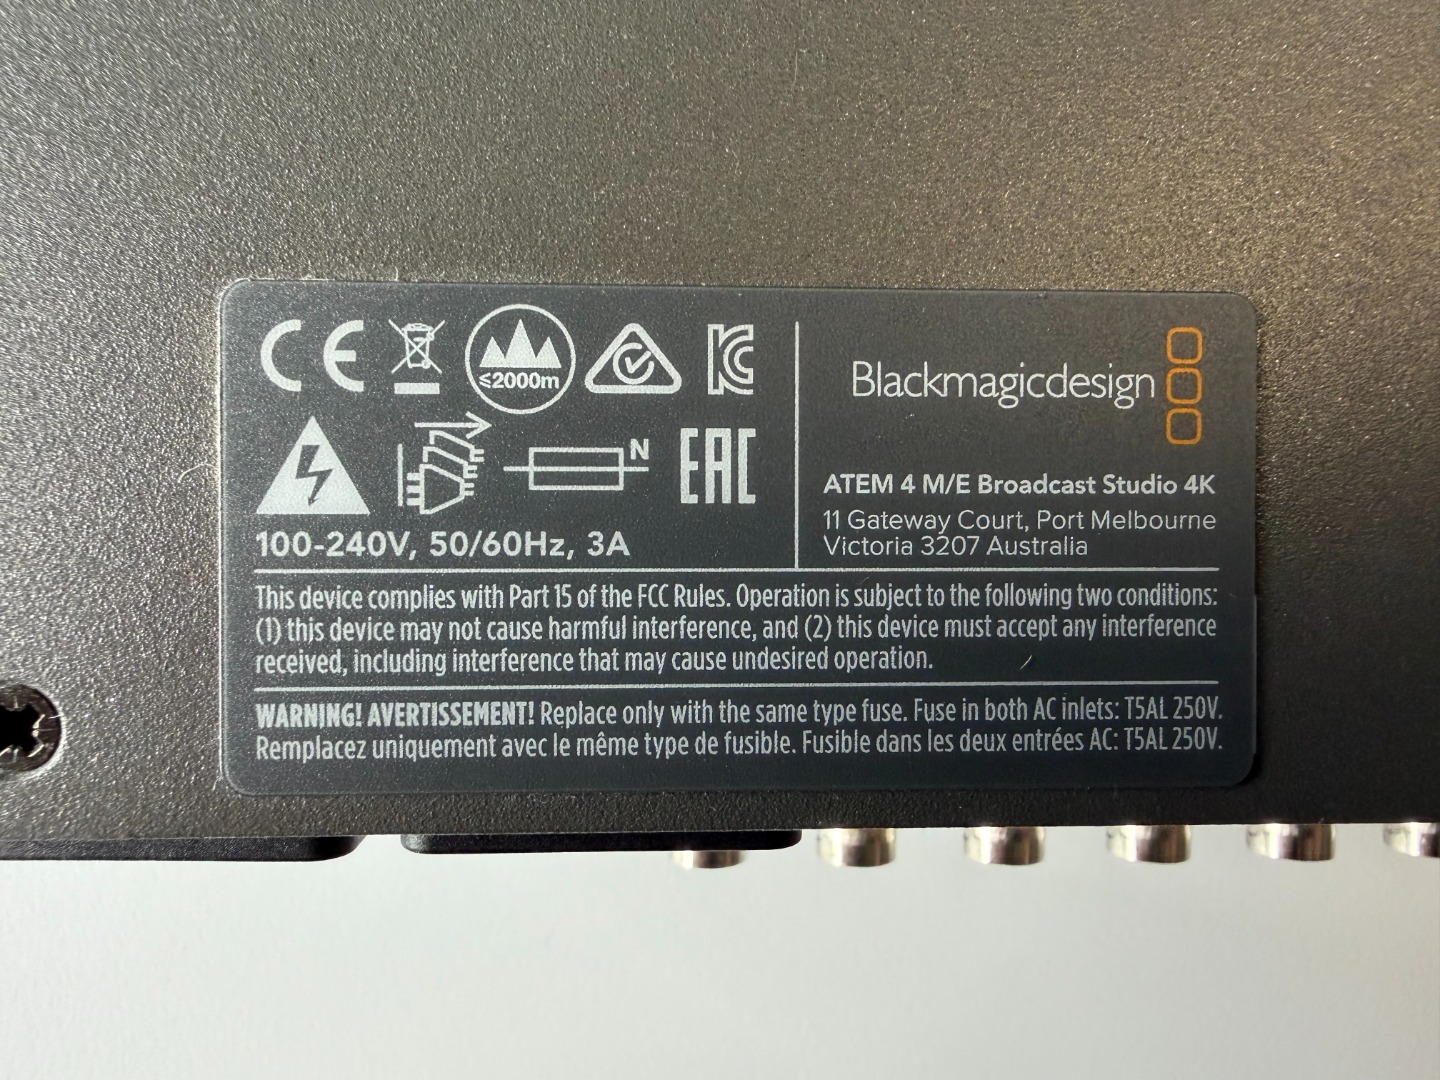 CE
≤2000m
N
EAC
100-240V, 50/60Hz, 3A
Blackmagicdesign
ATEM 4 M/E Broadcast Studio 4K
11 Gateway Court, Port Melbourne
Victoria 3207 Australia
This device complies with Part 15 of the FCC Rules. Operation is subject to the following two conditions:
(1) this device may not cause harmful interference, and (2) this device must accept any interference
received, including interference that may cause undesired operation.
WARNING! AVERTISSEMENT! Replace only with the same type fuse. Fuse in both AC inlets: T5AL 250V.
Remplacez uniquement avec le même type de fusible. Fusible dans les deux entrées AC: T5AL 250V.